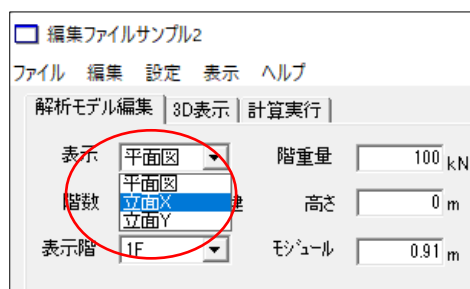 編集ファイルサンプル2
ファイル 編集 設定 表示 ヘルプ
解析モデル編集 3D表示 計算実行
表示 平面図 階重量 100 kN
平面図
階数 立面X 建 高さ 0 m
立面Y
表示階 1F モジュール 0.91 m